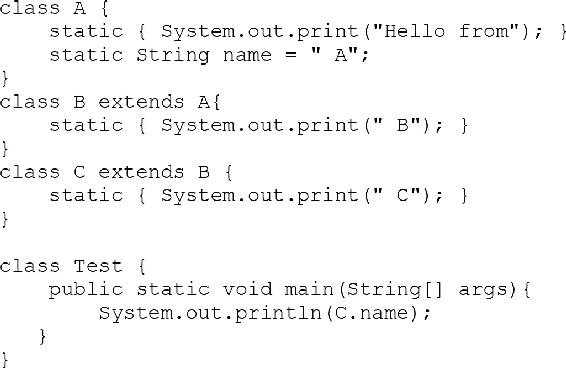 class A {
    static { System.out.print("Hello from"); }
    static String name = " A";
}
class B extends A{
    static { System.out.print(" B"); }
}
class C extends B {
    static { System.out.print(" C"); }
}

class Test {
    public static void main(String[] args){
        System.out.println(C.name);
   }
}